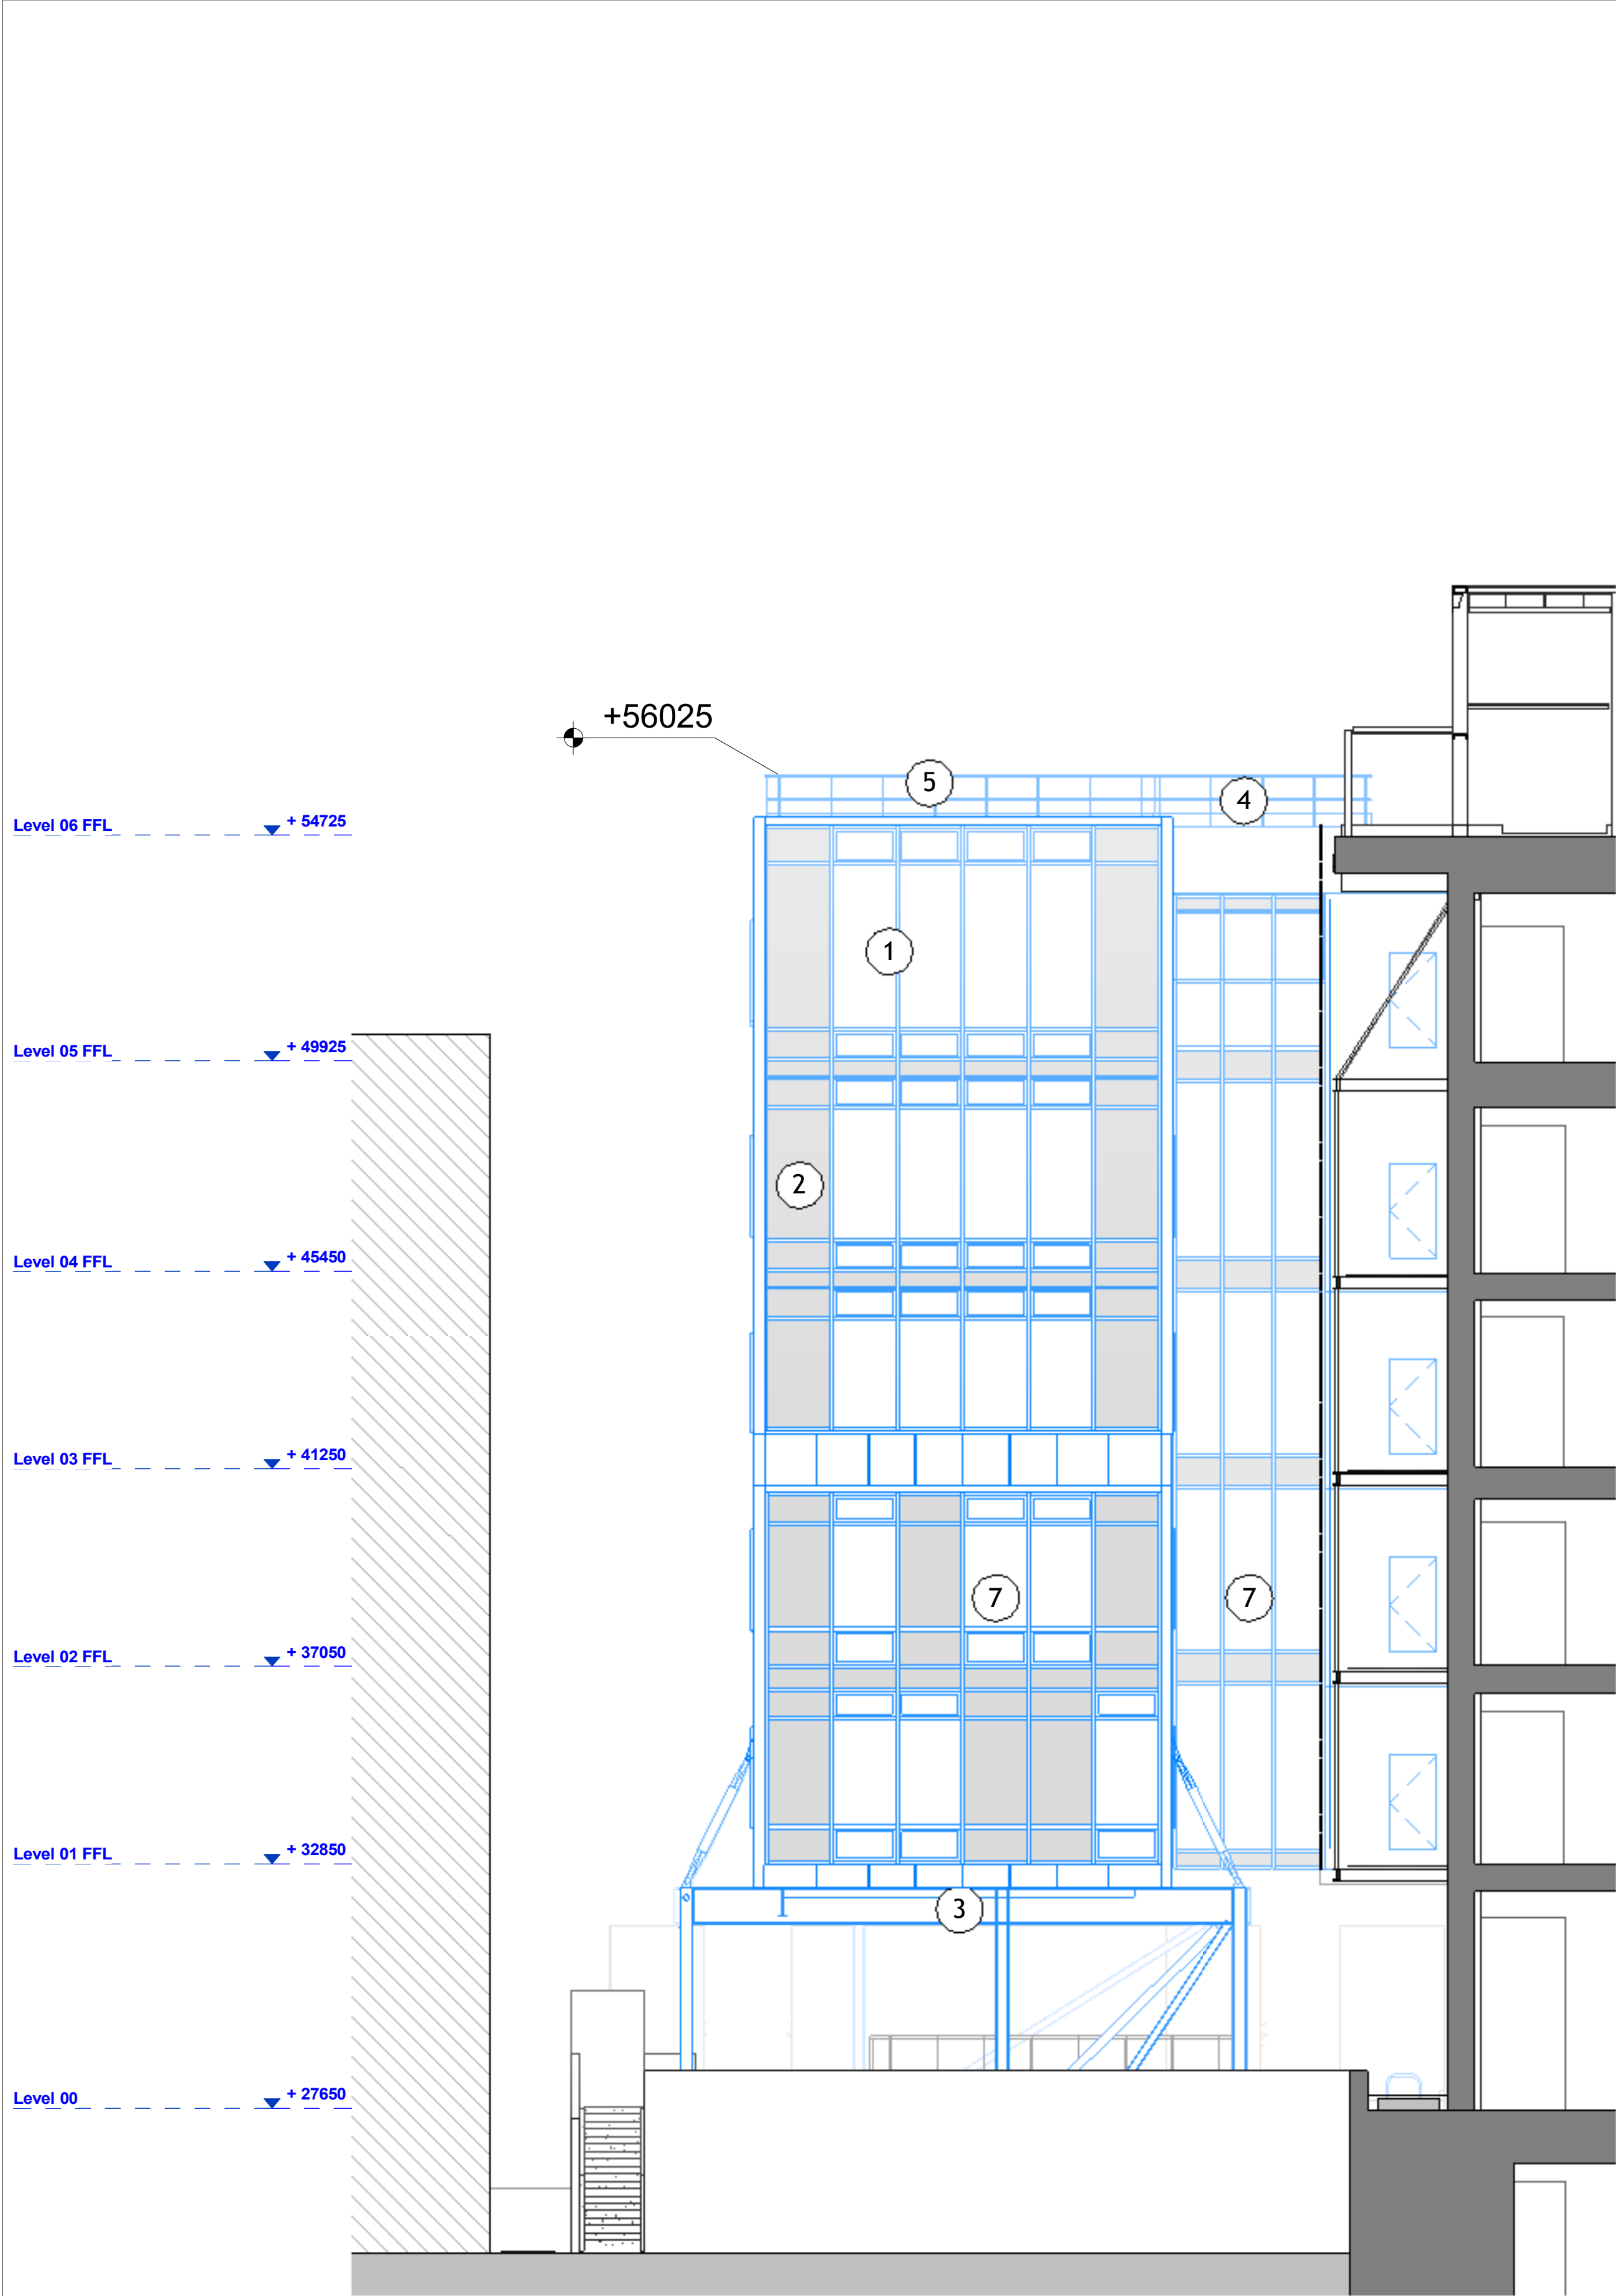 +56025
5
4
Level 06 FFL + 54725
1
Level 05 FFL + 49925
2
Level 04 FFL + 45450
Level 03 FFL + 41250
7 7
Level 02 FFL + 37050
Level 01 FFL + 32850
3
Level 00 + 27650